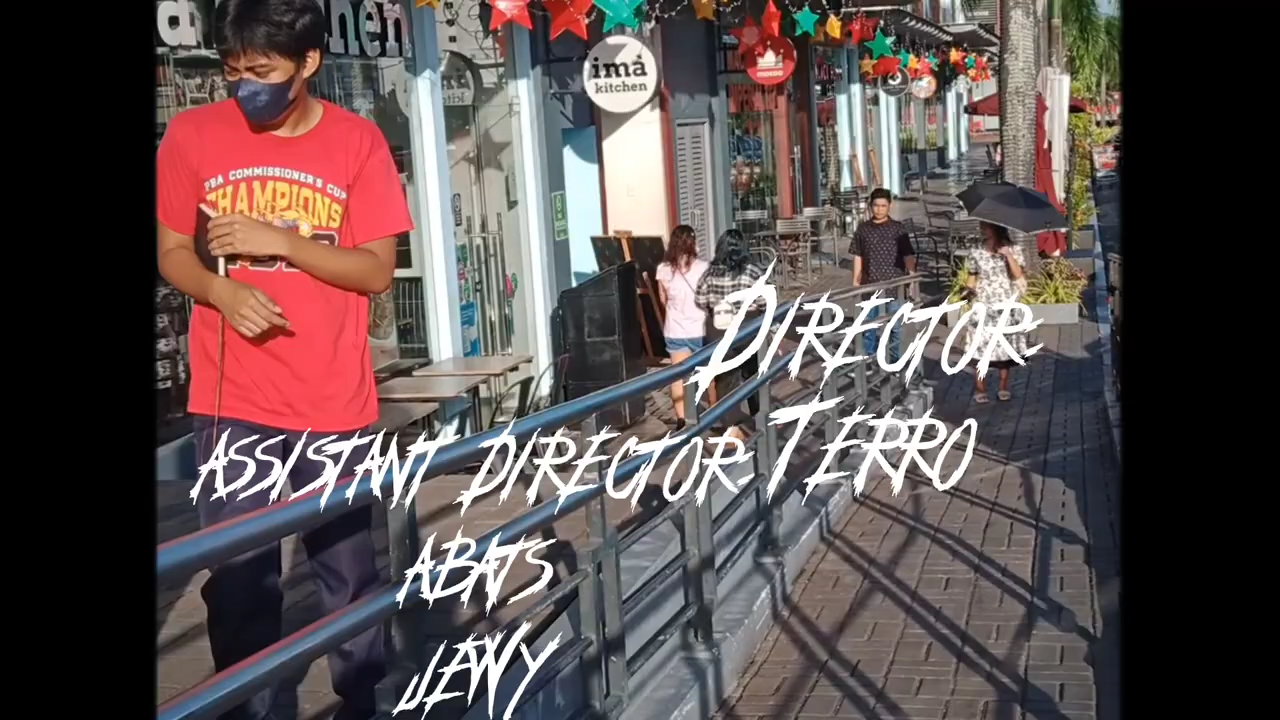 ima
kitchen
PBA COMMISSIONER'S CUP
CHAMPIONS
DIRECTOR-
TERRO
ASSISTANT DIRECTOR-
ABATS
JEWY